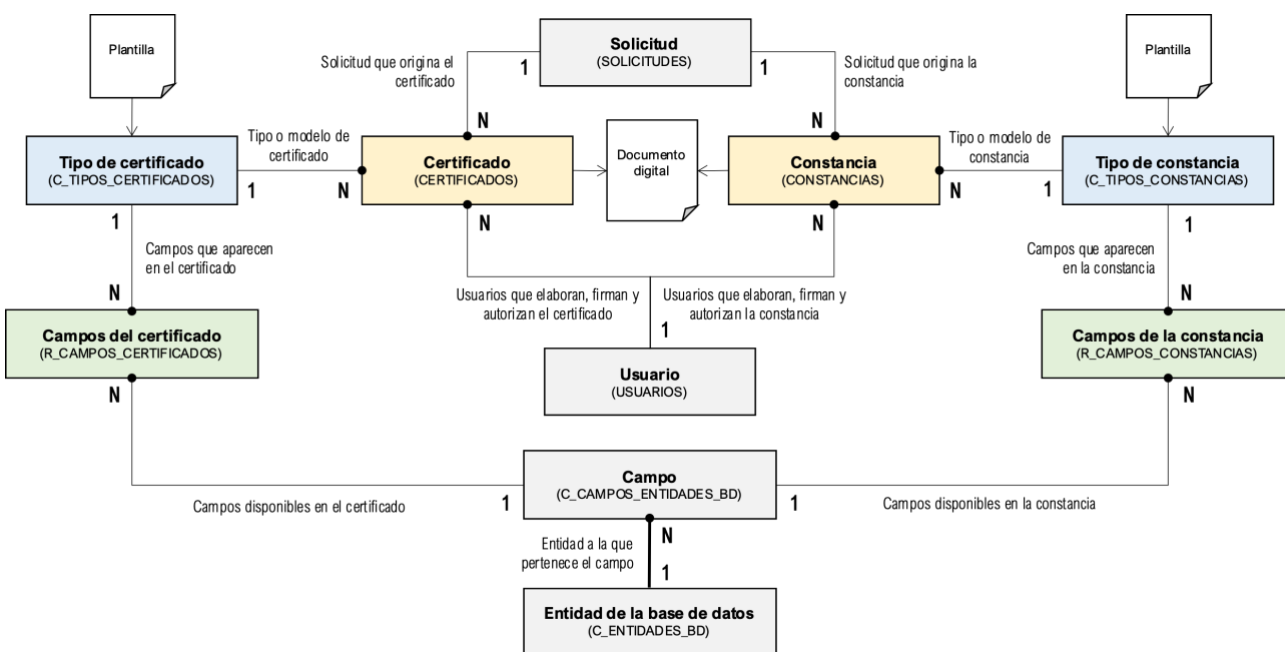 Plantilla
Solicitud
(SOLICITUDES)
Plantilla
Solicitud que origina el
certificado
1
1
Solicitud que origina la
constancia
N
N
Tipo de certificado
(C_TIPOS_CERTIFICADOS)
Tipo o modelo de
certificado
1
N
Certificado
(CERTIFICADOS)
Documento
digital
Constancia
(CONSTANCIAS)
Tipo o modelo de
constancia
N
1
Tipo de constancia
(C_TIPOS_CONSTANCIAS)
1
N
N
1
Campos que aparecen
en el certificado
Campos que aparecen
en la constancia
N
Usuarios que elaboran, firman y
autorizan el certificado
Usuarios que elaboran, firman y
autorizan la constancia
1
N
Campos del certificado
(R_CAMPOS_CERTIFICADOS)
Campos de la constancia
(R_CAMPOS_CONSTANCIAS)
Usuario
(USUARIOS)
N
N
Campo
(C_CAMPOS_ENTIDADES_BD)
Campos disponibles en el certificado
1
1
Campos disponibles en la constancia
Entidad a la que
pertenece el campo
N
1
Entidad de la base de datos
(C_ENTIDADES_BD)